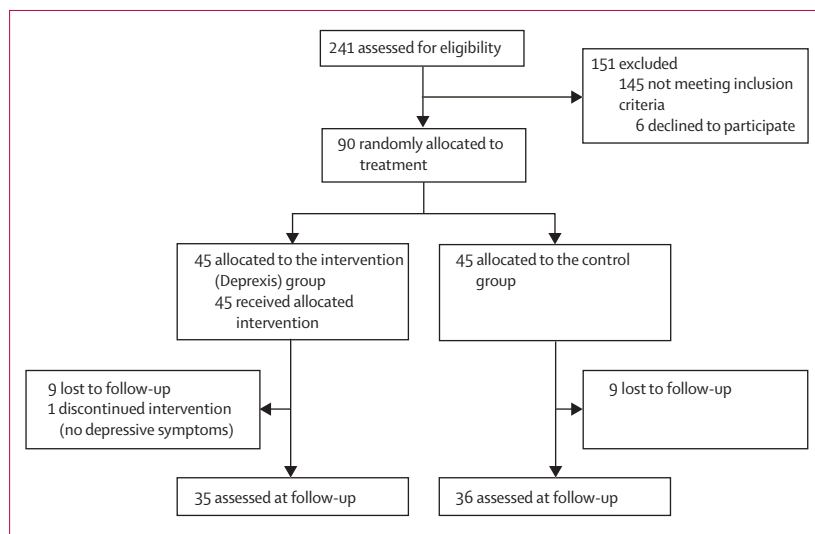 241 assessed for eligibility
151 excluded
145 not meeting inclusion
criteria
6 declined to participate
90 randomly allocated to
treatment
45 allocated to the intervention
(Deprexis) group
45 received allocated
intervention
45 allocated to the control
group
9 lost to follow-up
1 discontinued intervention
(no depressive symptoms)
9 lost to follow-up
35 assessed at follow-up
36 assessed at follow-up